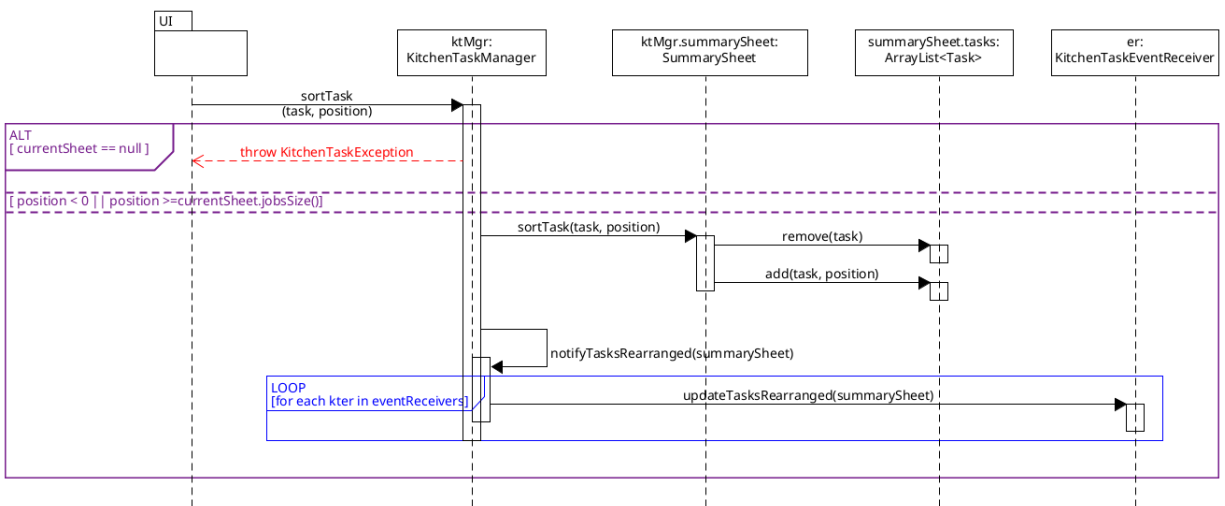 UI
ktMgr:
KitchenTaskManager
ktMgr.summarySheet:
SummarySheet
summarySheet.tasks:
ArrayList<Task>
er:
KitchenTaskEventReceiver
sortTask
(task, position)
ALT
[ currentSheet == null ]
throw KitchenTaskException
[ position < 0 || position >=currentSheet.jobsSize()]
sortTask(task, position)
remove(task)
add(task, position)
notifyTasksRearranged(summarySheet)
LOOP
[for each kter in eventReceivers]
updateTasksRearranged(summarySheet)